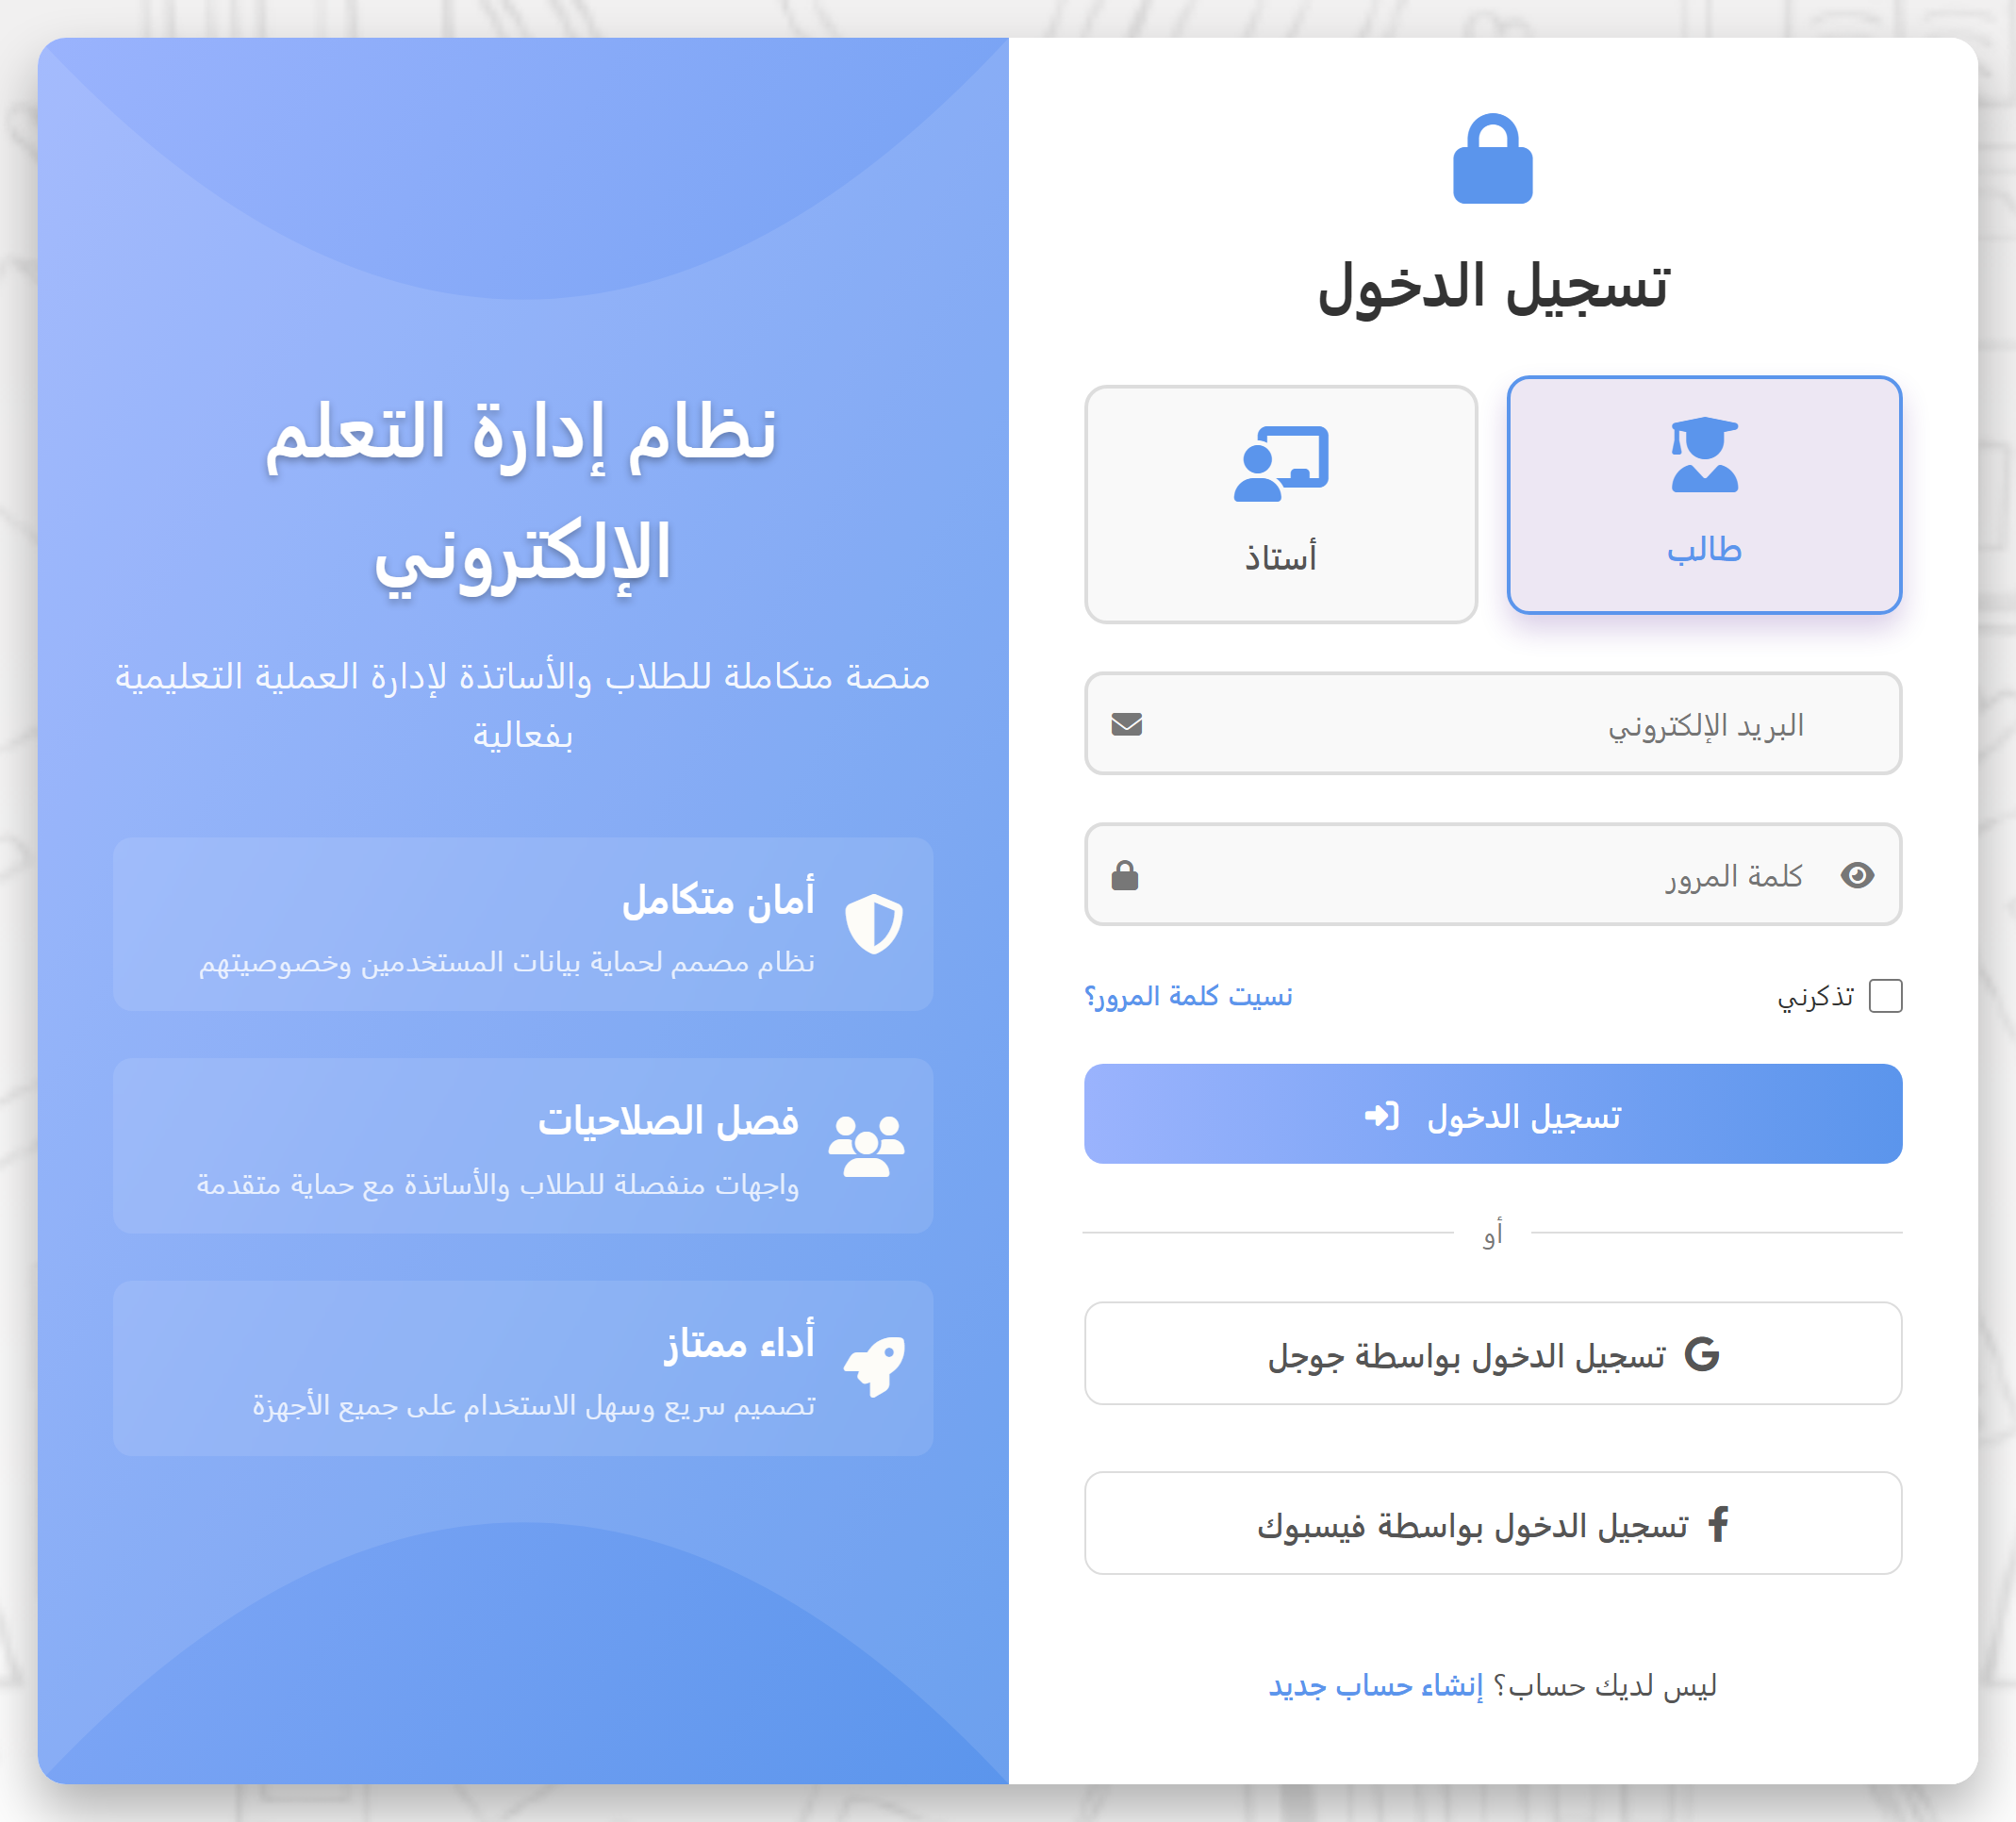 تسجيل الدخول
طالب
أستاذ
البريد الإلكتروني
كلمة المرور
تذكرني
نسيت كلمة المرور؟
تسجيل الدخول
أو
تسجيل الدخول بواسطة جوجل
تسجيل الدخول بواسطة فيسبوك
ليس لديك حساب؟ إنشاء حساب جديد
نظام إدارة التعلم
الإلكتروني
منصة متكاملة للطلاب والأساتذة لإدارة العملية التعليمية
بفعالية
أمان متكامل
نظام مصمم لحماية بيانات المستخدمين وخصوصيتهم
فصل الصلاحيات
واجهات منفصلة للطلاب والأساتذة مع حماية متقدمة
أداء ممتاز
تصميم سريع وسهل الاستخدام على جميع الأجهزة